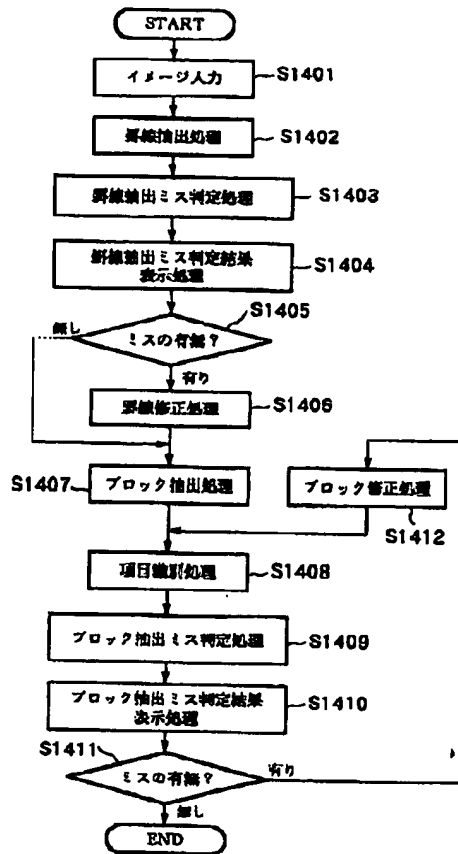 START
イメージ入力
S1401
罫線抽出処理
S1402
罫線抽出ミス判定処理
S1403
罫線抽出ミス判定結果
表示処理
S1404
S1405
無し
ミスの有無?
有り
罫線修正処理
S1406
S1407
ブロック抽出処理
ブロック修正処理
S1412
項目識別処理
S1408
ブロック抽出ミス判定処理
S1409
ブロック抽出ミス判定結果
表示処理
S1410
S1411
ミスの有無?
有り
無し
END